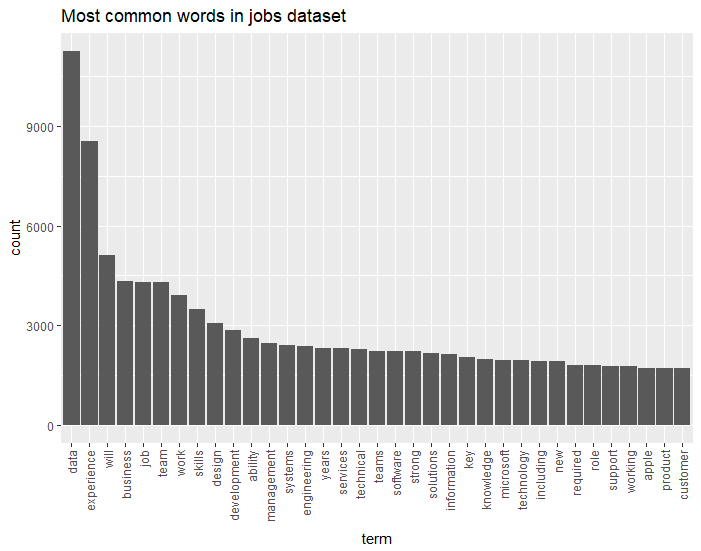 Most common words in jobs dataset
count
9000
6000
3000
0
data
experience
will
business
job
team
work
skills
design
development
ability
management
systems
engineering
years
services
technical
teams
software
strong
solutions
information
key
knowledge
microsoft
technology
including
new
required
role
support
working
apple
product
customer
term